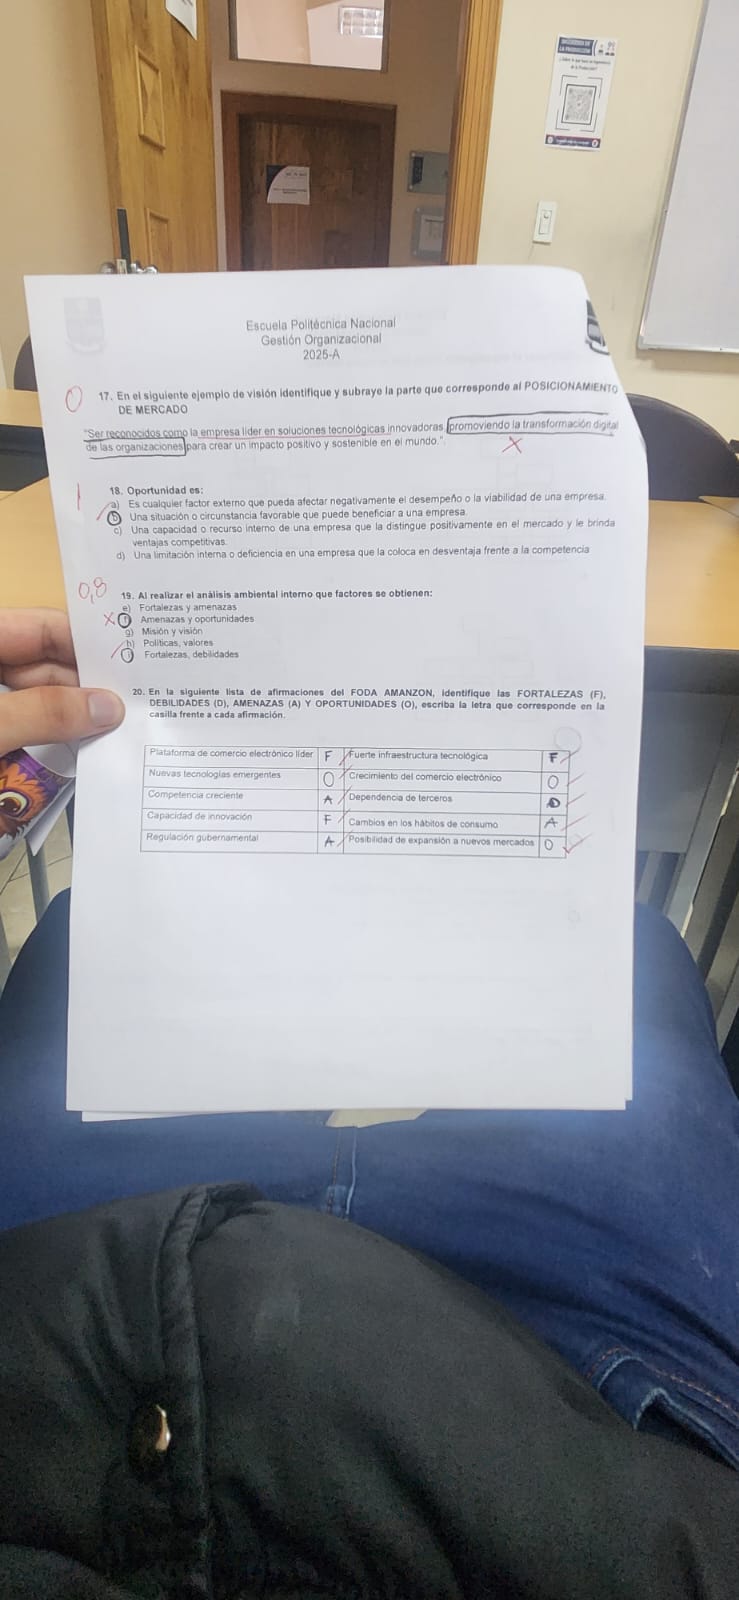 INGENIERÍA DE
LA PRODUCCIÓN
Escuela Politécnica Nacional
Gestión Organizacional
2025-A
0
17. En el siguiente ejemplo de visión identifique y subraye la parte que corresponde al POSICIONAMIENTO
DE MERCADO
"Ser reconocidos como la empresa líder en soluciones tecnológicas innovadoras, promoviendo la transformación digital
de las organizaciones para crear un impacto positivo y sostenible en el mundo."
X
1
18. Oportunidad es:
a) Es cualquier factor externo que pueda afectar negativamente el desempeño o la viabilidad de una empresa.
b) Una situación o circunstancia favorable que puede beneficiar a una empresa.
c) Una capacidad o recurso interno de una empresa que la distingue positivamente en el mercado y le brinda
ventajas competitivas.
d) Una limitación interna o deficiencia en una empresa que la coloca en desventaja frente a la competencia
0,8
19. Al realizar el análisis ambiental interno que factores se obtienen:
e) Fortalezas y amenazas
X f) Amenazas y oportunidades
g) Misión y visión
h) Políticas, valores
i) Fortalezas, debilidades
20. En la siguiente lista de afirmaciones del FODA AMANZON, identifique las FORTALEZAS (F),
DEBILIDADES (D), AMENAZAS (A) Y OPORTUNIDADES (O), escriba la letra que corresponde en la
casilla frente a cada afirmación.
Plataforma de comercio electrónico líder F Fuerte infraestructura tecnológica F
Nuevas tecnologías emergentes O Crecimiento del comercio electrónico O
Competencia creciente A Dependencia de terceros D
Capacidad de innovación F Cambios en los hábitos de consumo A
Regulación gubernamental A Posibilidad de expansión a nuevos mercados O